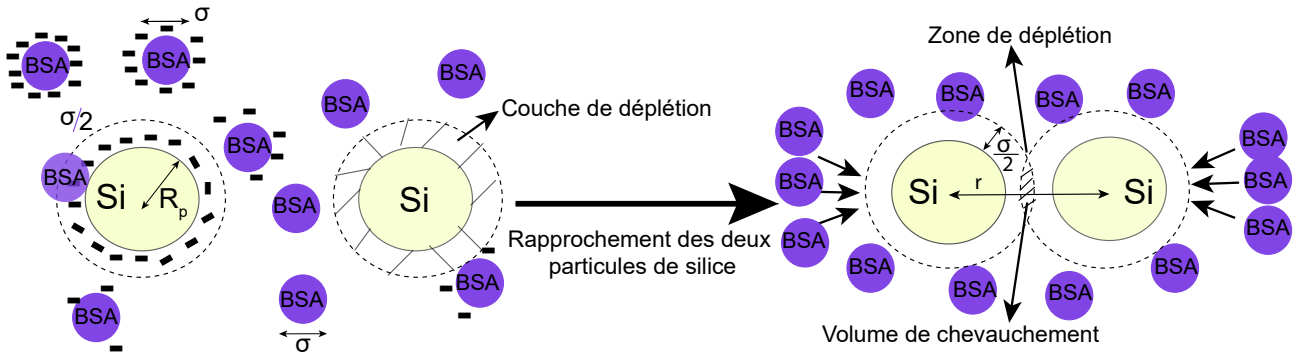 BSA
BSA
σ
σ/2
BSA
BSA
Si
R_p
BSA
BSA
BSA
BSA
Couche de déplétion
Si
BSA
BSA
σ
BSA
Rapprochement des deux
particules de silice
Zone de déplétion
BSA
BSA
BSA
BSA
BSA
BSA
BSA
σ/2
Si
r
Si
BSA
BSA
BSA
BSA
BSA
BSA
BSA
Volume de chevauchement